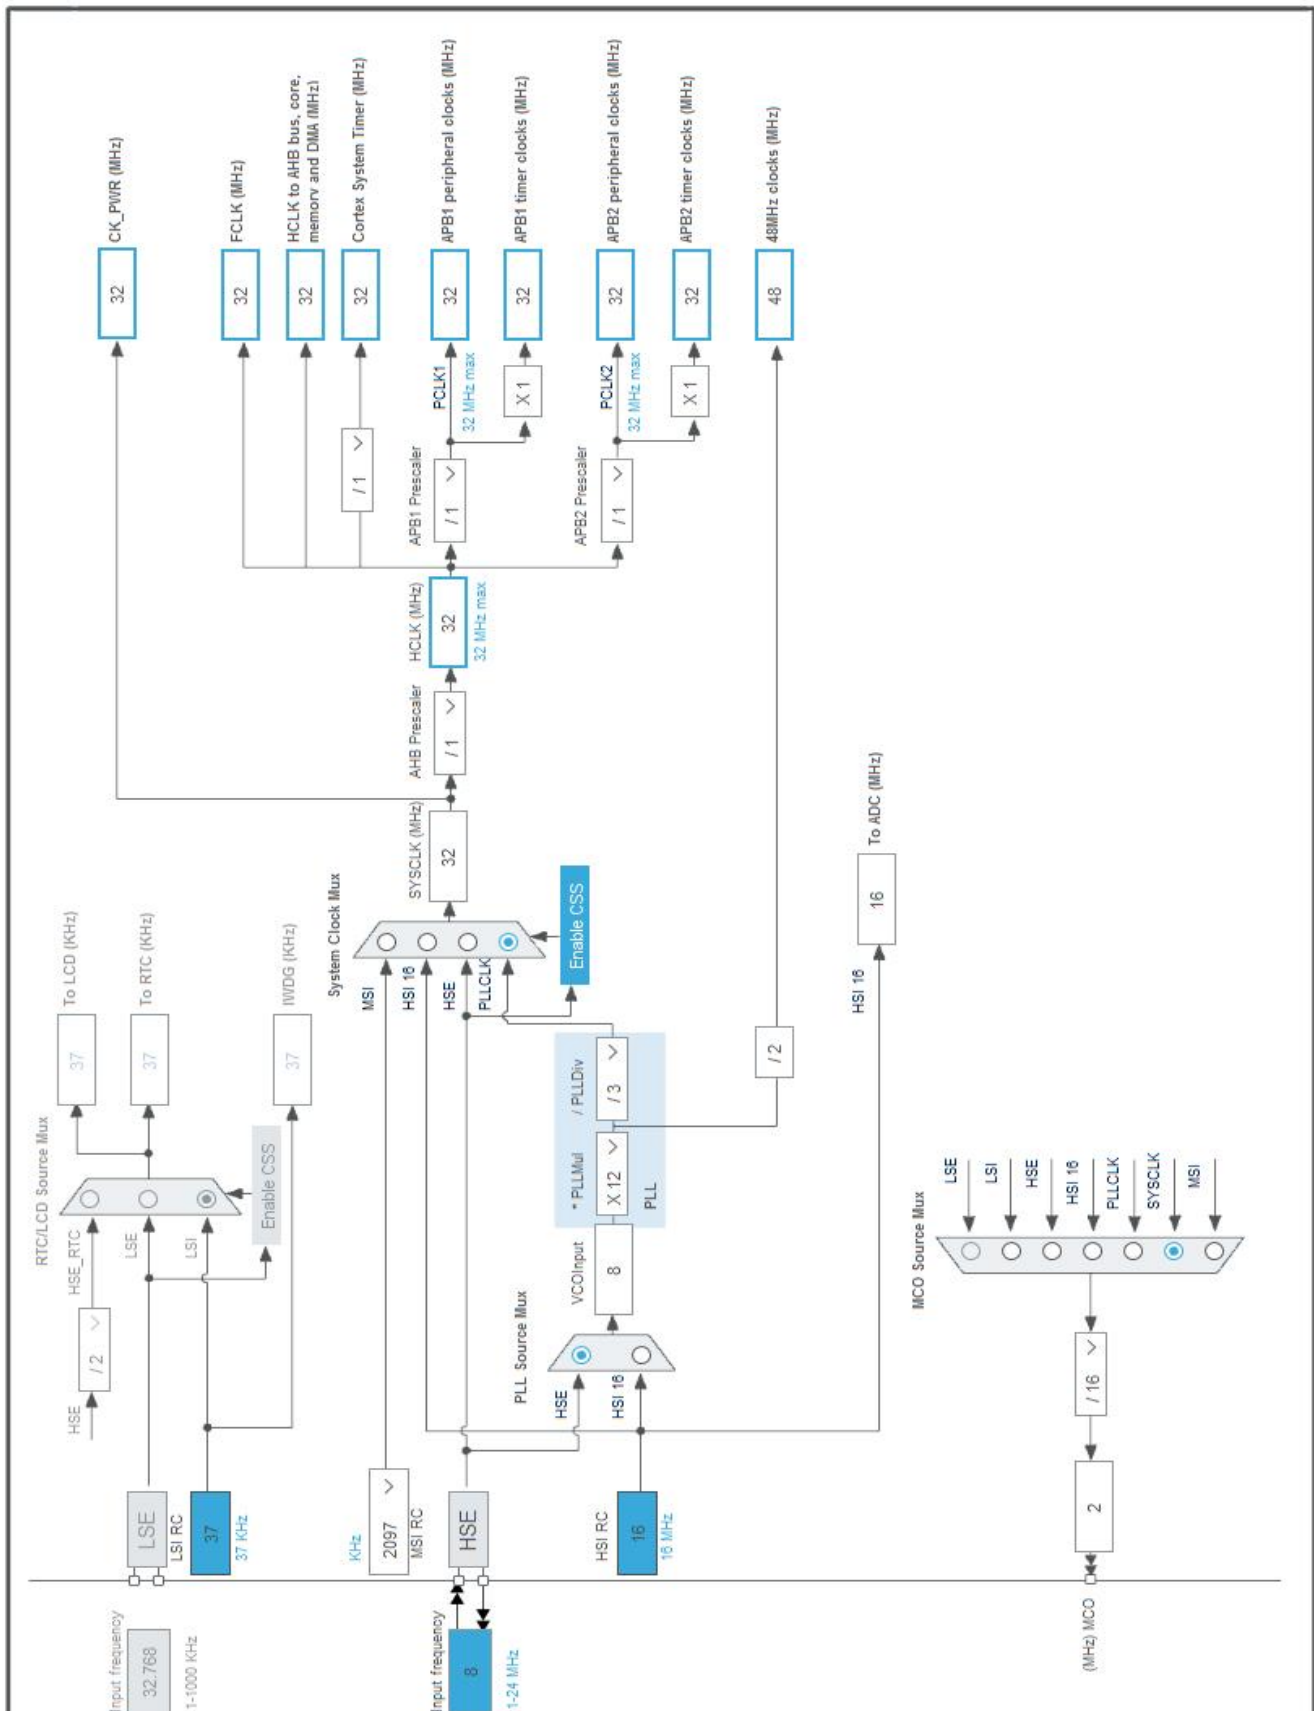 Input frequency
32.768
1-1000 KHz
LSE
LSI RC
37
37 KHz
HSE
/ 2
HSE_RTC
LSE
LSI
RTC/LCD Source Mux
Enable CSS
37
To LCD (KHz)
37
To RTC (KHz)
37
IWDG (KHz)
Input frequency
8
1-24 MHz
KHz
2097
MSI RC
HSE
HSI RC
16
16 MHz
PLL Source Mux
HSE
HSI 16
VCOInput
8
* PLLMul
X 12
/ PLLDiv
/ 3
PLL
/ 2
System Clock Mux
MSI
HSI 16
HSE
PLLCLK
Enable CSS
SYSCLK (MHz)
32
AHB Prescaler
/ 1
HCLK (MHz)
32
32 MHz max
/ 1
APB1 Prescaler
/ 1
PCLK1
32 MHz max
X 1
APB2 Prescaler
/ 1
PCLK2
32 MHz max
X 1
32
CK_PWR (MHz)
32
FCLK (MHz)
32
HCLK to AHB bus, core,
memory and DMA (MHz)
32
Cortex System Timer (MHz)
32
APB1 peripheral clocks (MHz)
32
APB1 timer clocks (MHz)
32
APB2 peripheral clocks (MHz)
32
APB2 timer clocks (MHz)
48
48MHz clocks (MHz)
HSI 16
16
To ADC (MHz)
(MHz) MCO
2
/ 16
MCO Source Mux
LSE
LSI
HSE
HSI 16
PLLCLK
SYSCLK
MSI